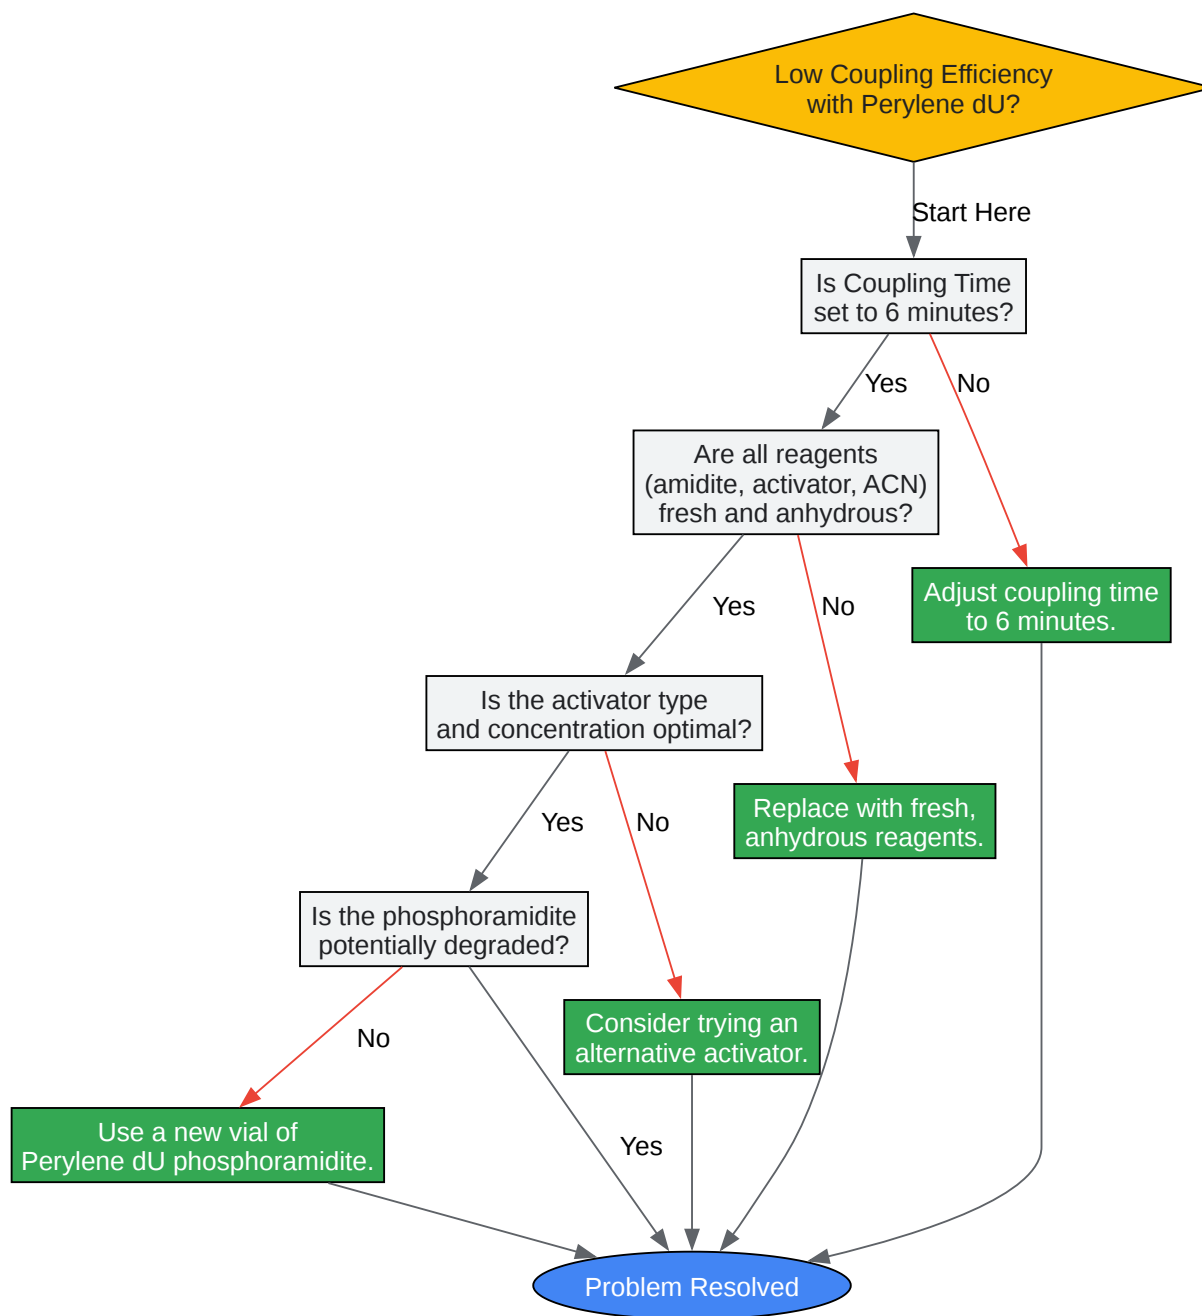 Low Coupling Efficiency
with Perylene dU?
Start Here
Is Coupling Time
set to 6 minutes?
Yes
No
Are all reagents
(amidite, activator, ACN)
fresh and anhydrous?
Adjust coupling time
to 6 minutes.
Yes
No
Is the activator type
and concentration optimal?
Replace with fresh,
anhydrous reagents.
Yes
No
Is the phosphoramidite
potentially degraded?
Consider trying an
alternative activator.
No
Use a new vial of
Perylene dU phosphoramidite.
Yes
Problem Resolved